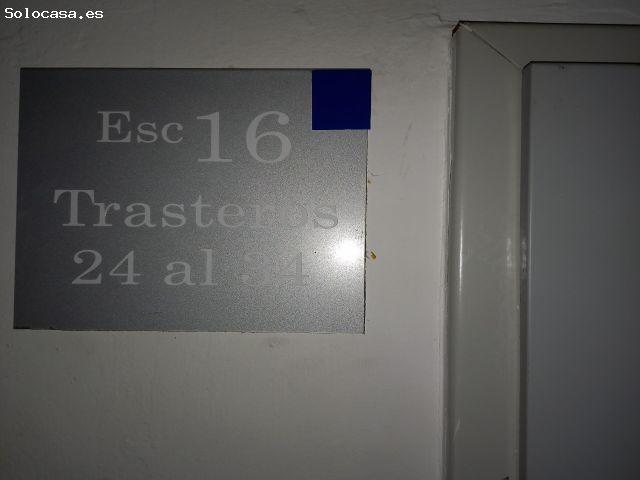 Solocasa.es
Esc 16
Trasteros
24 al 34